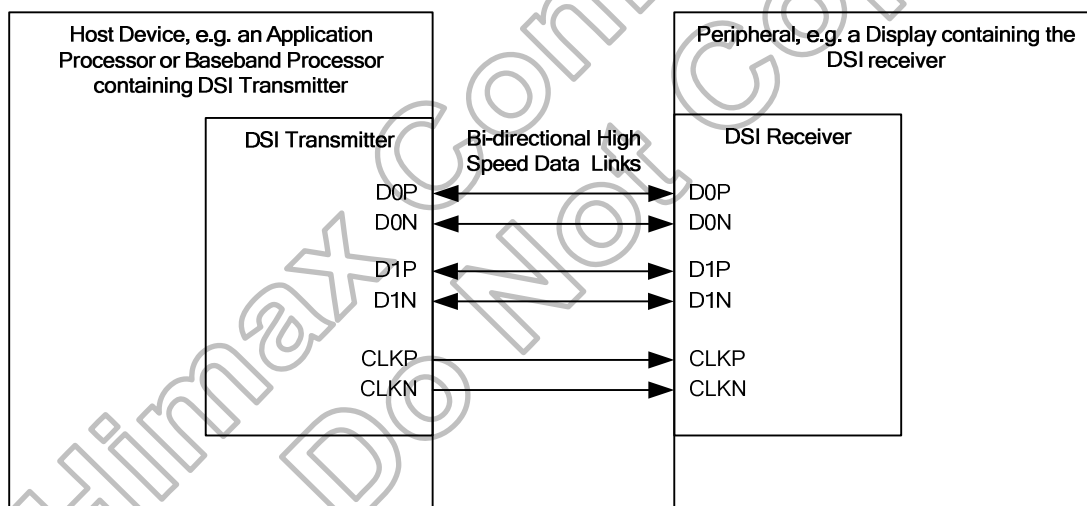 Host Device, e.g. an Application
Processor or Baseband Processor
containing DSI Transmitter
Peripheral, e.g. a Display containing the
DSI receiver
DSI Transmitter
Bi-directional High
Speed Data Links
DSI Receiver
D0P
D0P
D0N
D0N
D1P
D1P
D1N
D1N
CLKP
CLKP
CLKN
CLKN
Himax
Do Not